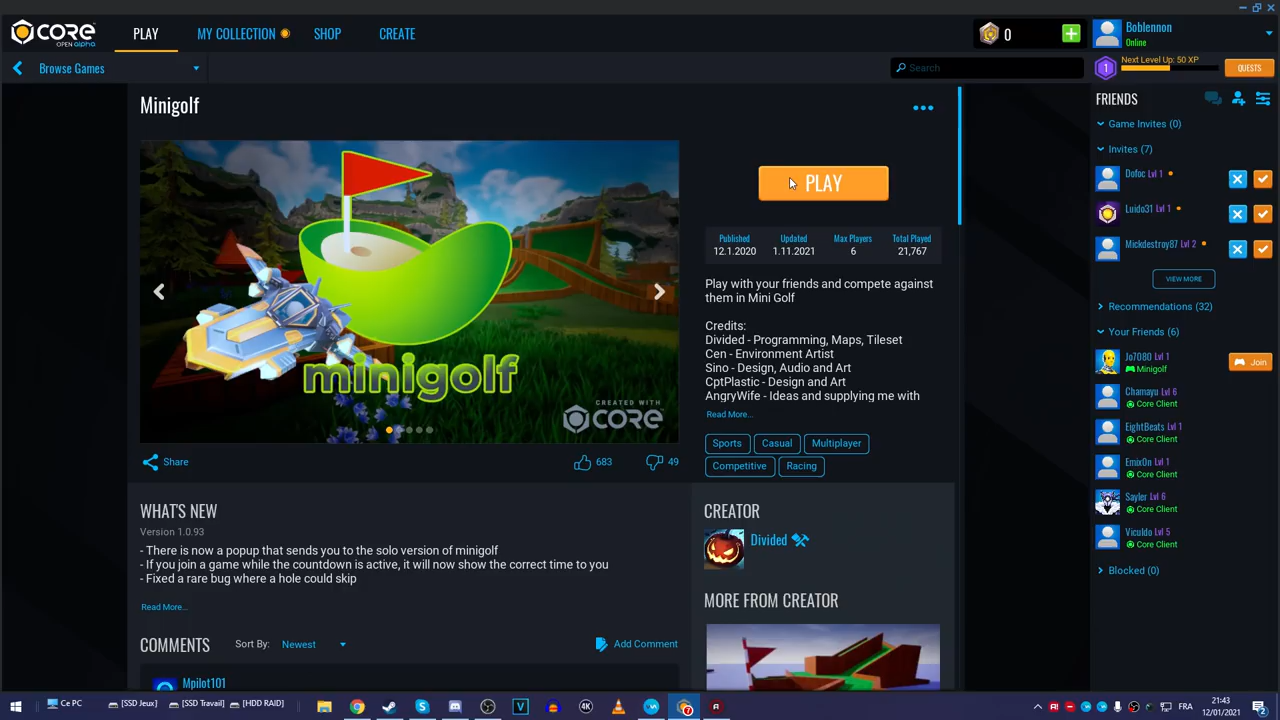 CORE
OPEN alpha
PLAY
MY COLLECTION
SHOP
CREATE
0
Boblennon
Online
Browse Games
Search
1
Next Level Up: 50 XP
QUESTS
Minigolf
FRIENDS
Game Invites (0)
Invites (7)
Dofoc Lvl 1
Luido31 Lvl 1
Mickdestroy87 Lvl 2
VIEW MORE
Recommendations (32)
Your Friends (6)
Jo7080 Lvl 1
Minigolf
Join
Chamayu Lvl 6
Core Client
EightBeats Lvl 1
Core Client
Emix0n Lvl 1
Core Client
Sayler Lvl 6
Core Client
Viculdo Lvl 5
Core Client
Blocked (0)
minigolf
CREATED WITH
CORE
PLAY
Published
12.1.2020
Updated
1.11.2021
Max Players
6
Total Played
21,767
Play with your friends and compete against
them in Mini Golf
Credits:
Divided - Programming, Maps, Tileset
Cen - Environment Artist
Sino - Design, Audio and Art
CptPlastic - Design and Art
AngryWife - Ideas and supplying me with
Read More...
Sports
Casual
Multiplayer
Competitive
Racing
Share
683
49
WHAT'S NEW
Version 1.0.93
- There is now a popup that sends you to the solo version of minigolf
- If you join a game while the countdown is active, it will now show the correct time to you
- Fixed a rare bug where a hole could skip
Read More...
CREATOR
Divided
MORE FROM CREATOR
COMMENTS
Sort By:
Newest
Add Comment
Mpilot101
Ce PC
[SSD Jeux]
[SSD Travail]
[HDD RAID]
4K
7
FRA
21:43
12/01/2021
2